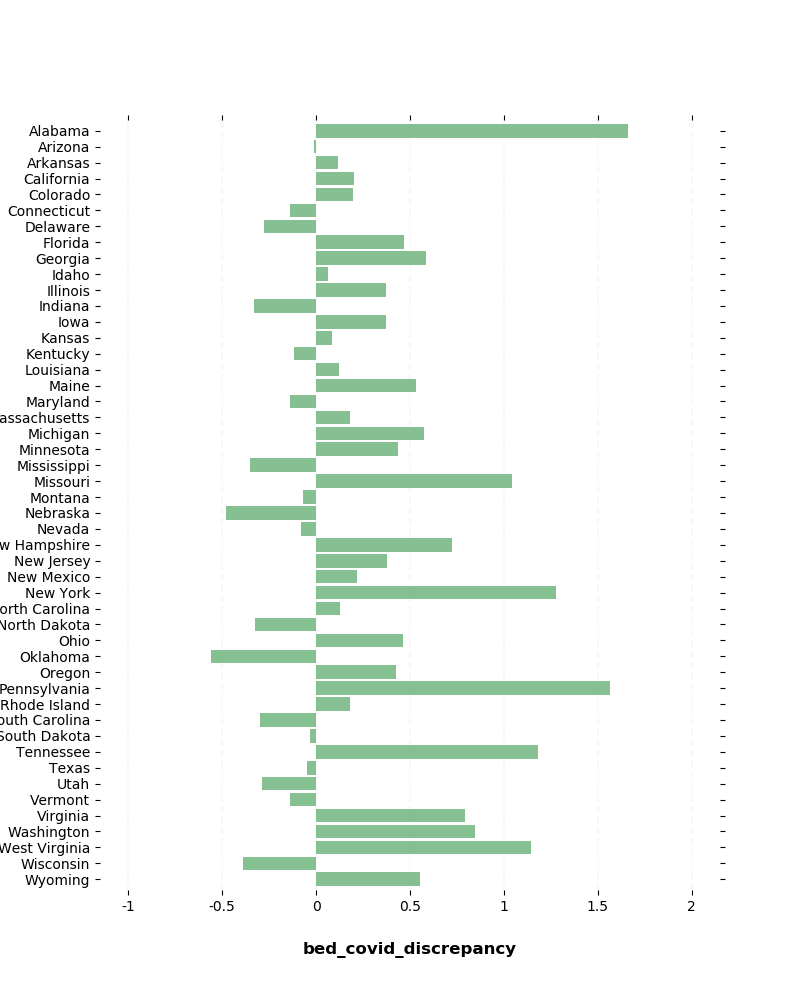 Alabama
Arizona
Arkansas
California
Colorado
Connecticut
Delaware
Florida
Georgia
Idaho
Illinois
Indiana
Iowa
Kansas
Kentucky
Louisiana
Maine
Maryland
assachusetts
Michigan
Minnesota
Mississippi
Missouri
Montana
Nebraska
Nevada
w Hampshire
New Jersey
New Mexico
New York
orth Carolina
North Dakota
Ohio
Oklahoma
Oregon
Pennsylvania
Rhode Island
outh Carolina
South Dakota
Tennessee
Texas
Utah
Vermont
Virginia
Washington
West Virginia
Wisconsin
Wyoming
-1 -0.5 0 0.5 1 1.5 2
bed_covid_discrepancy